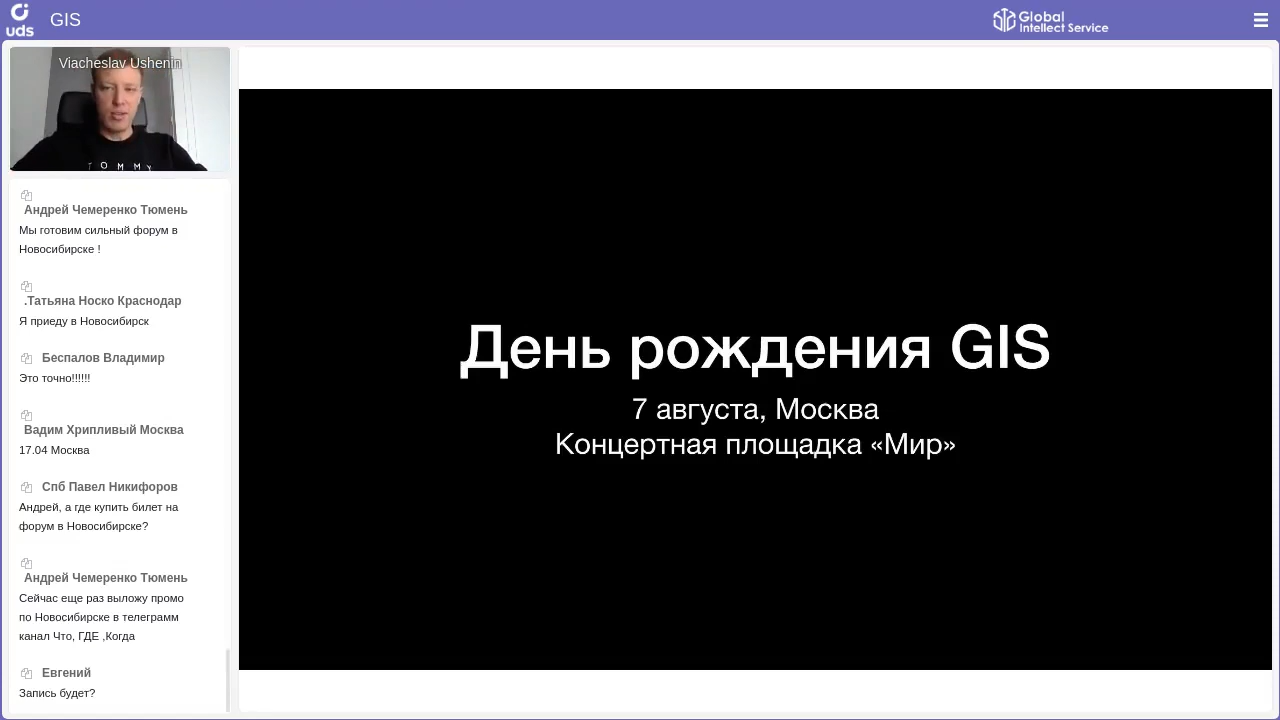 uds
GIS
Global
Intellect Service
Viacheslav Ushenin
TOMMY
Андрей Чемеренко Тюмень
Мы готовим сильный форум в
Новосибирске !
.Татьяна Носко Краснодар
Я приеду в Новосибирск
Беспалов Владимир
Это точно!!!!!!
Вадим Хрипливый Москва
17.04 Москва
Спб Павел Никифоров
Андрей, а где купить билет на
форум в Новосибирске?
Андрей Чемеренко Тюмень
Сейчас еще раз выложу промо
по Новосибирске в телеграмм
канал Что, ГДЕ ,Когда
Евгений
Запись будет?
День рождения GIS
7 августа, Москва
Концертная площадка «Мир»